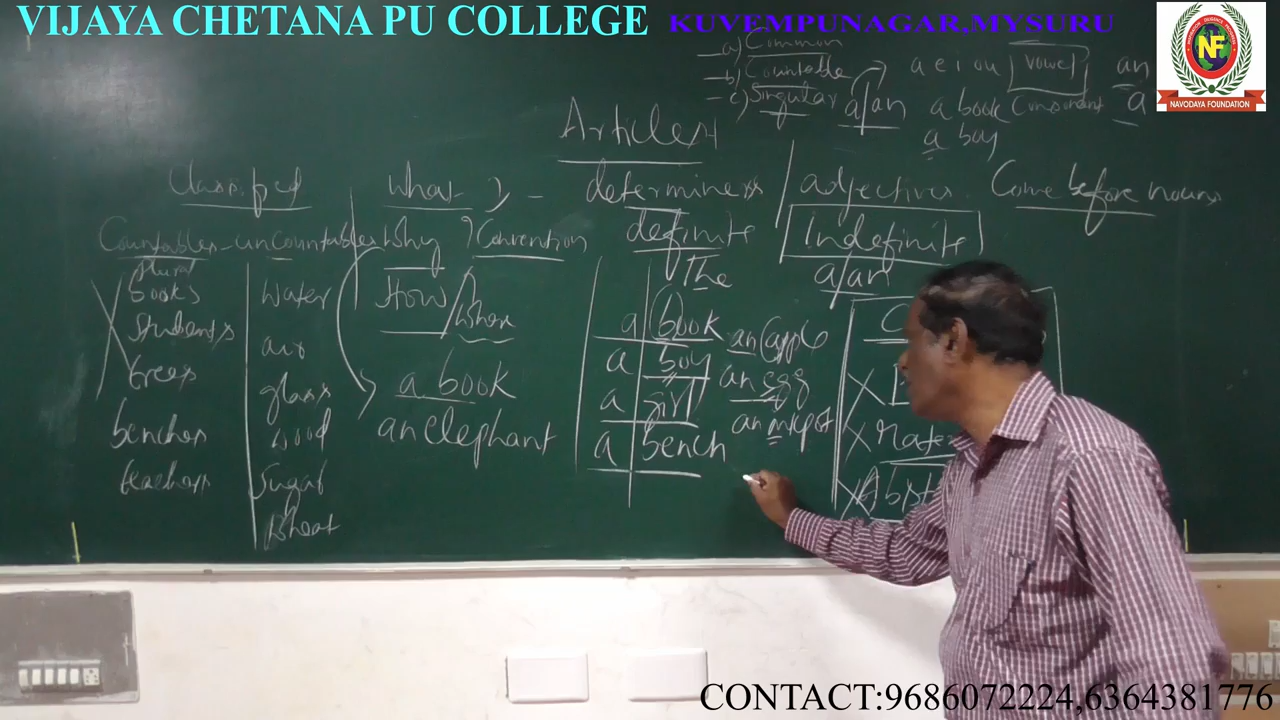 VIJAYA CHETANA PU COLLEGE KUVEMPUNAGAR,MYSURU
NF
NAVODAYA FOUNDATION
a) Common
b) Countable a e i o u vowel an
c) Singular a/an a book Consonant a
a boy
Articles
Classified What? - determiners / adjectives. Come before nouns
Countables - uncountables Why? Convention definite Indefinite
plural The a/an
books water How / When a book an apple
students air a boy an egg
trees glass a book a girl
benches wood an elephant a bench
teachers Sugar
wheat
CONTACT:9686072224,6364381776